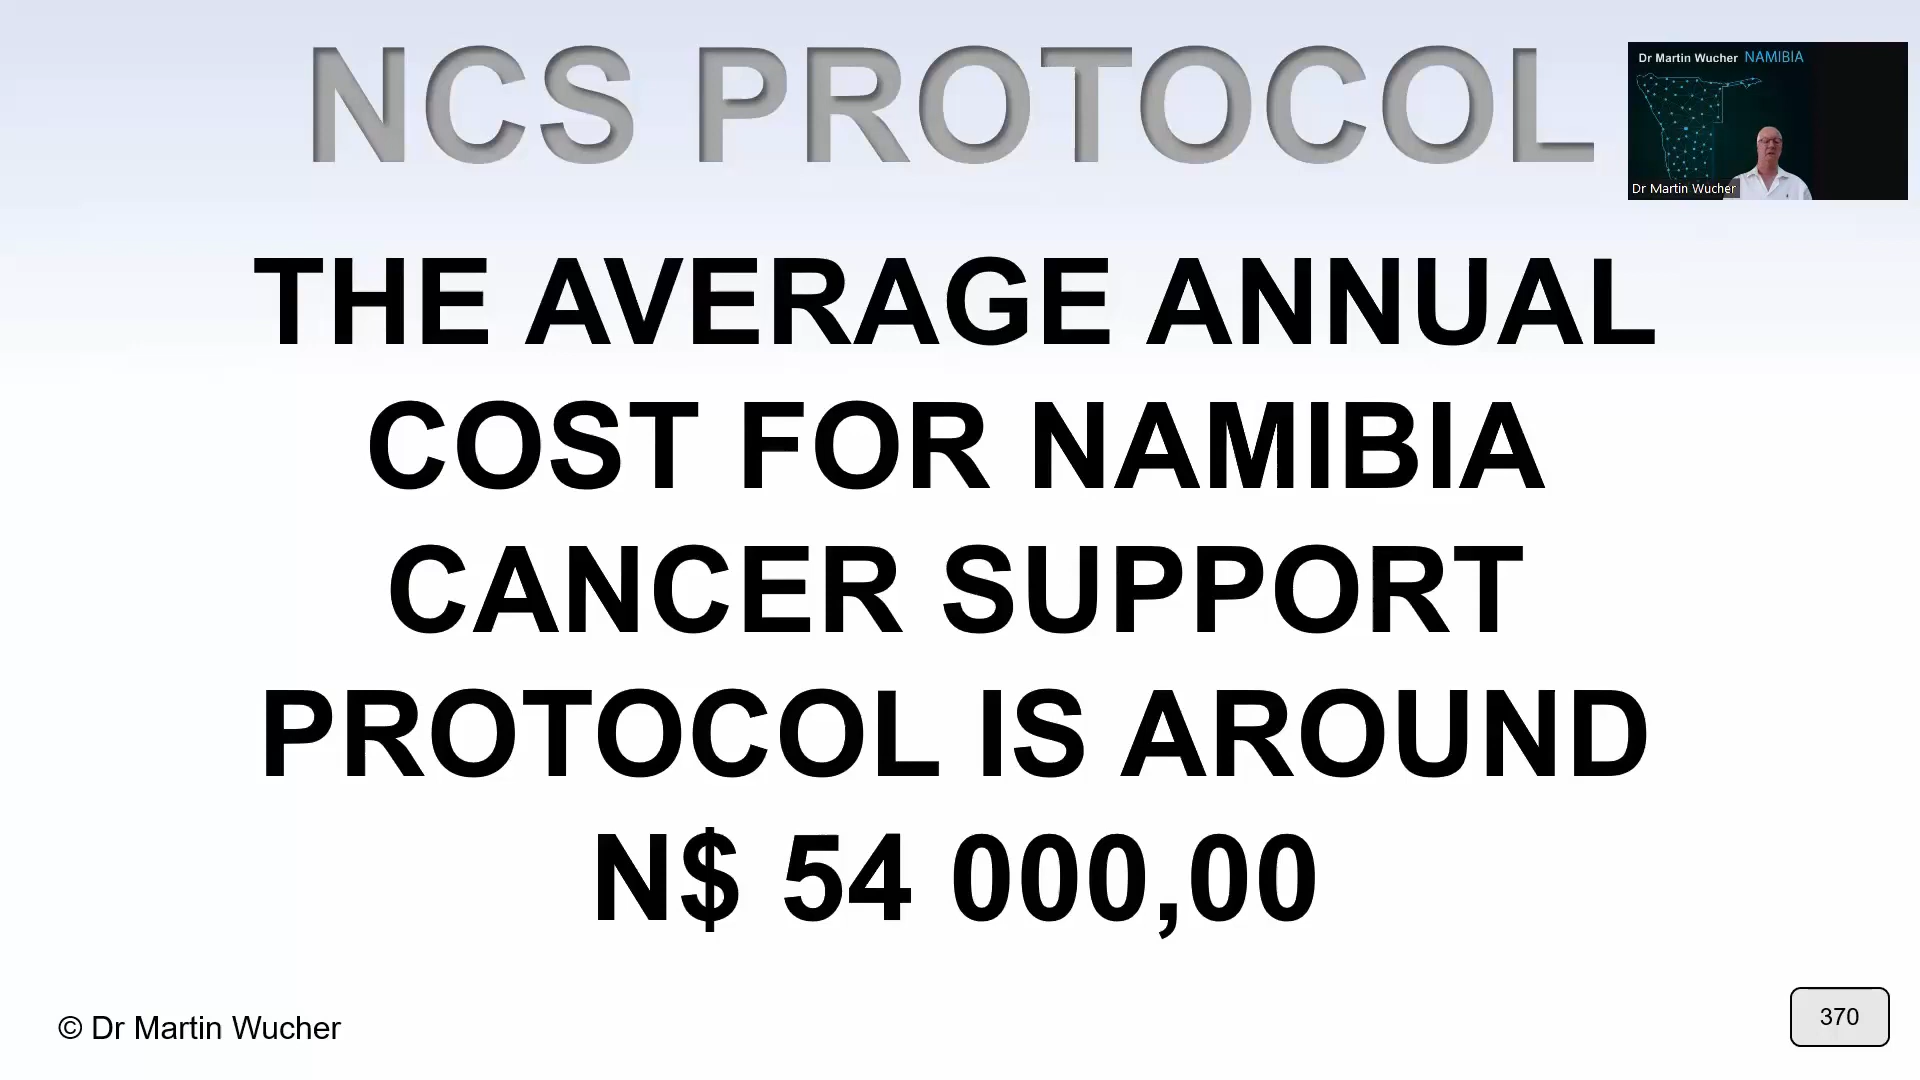 NCS PROTOCOL
Dr Martin Wucher NAMIBIA
Dr Martin Wucher
THE AVERAGE ANNUAL
COST FOR NAMIBIA
CANCER SUPPORT
PROTOCOL IS AROUND
N$ 54 000,00
© Dr Martin Wucher
370